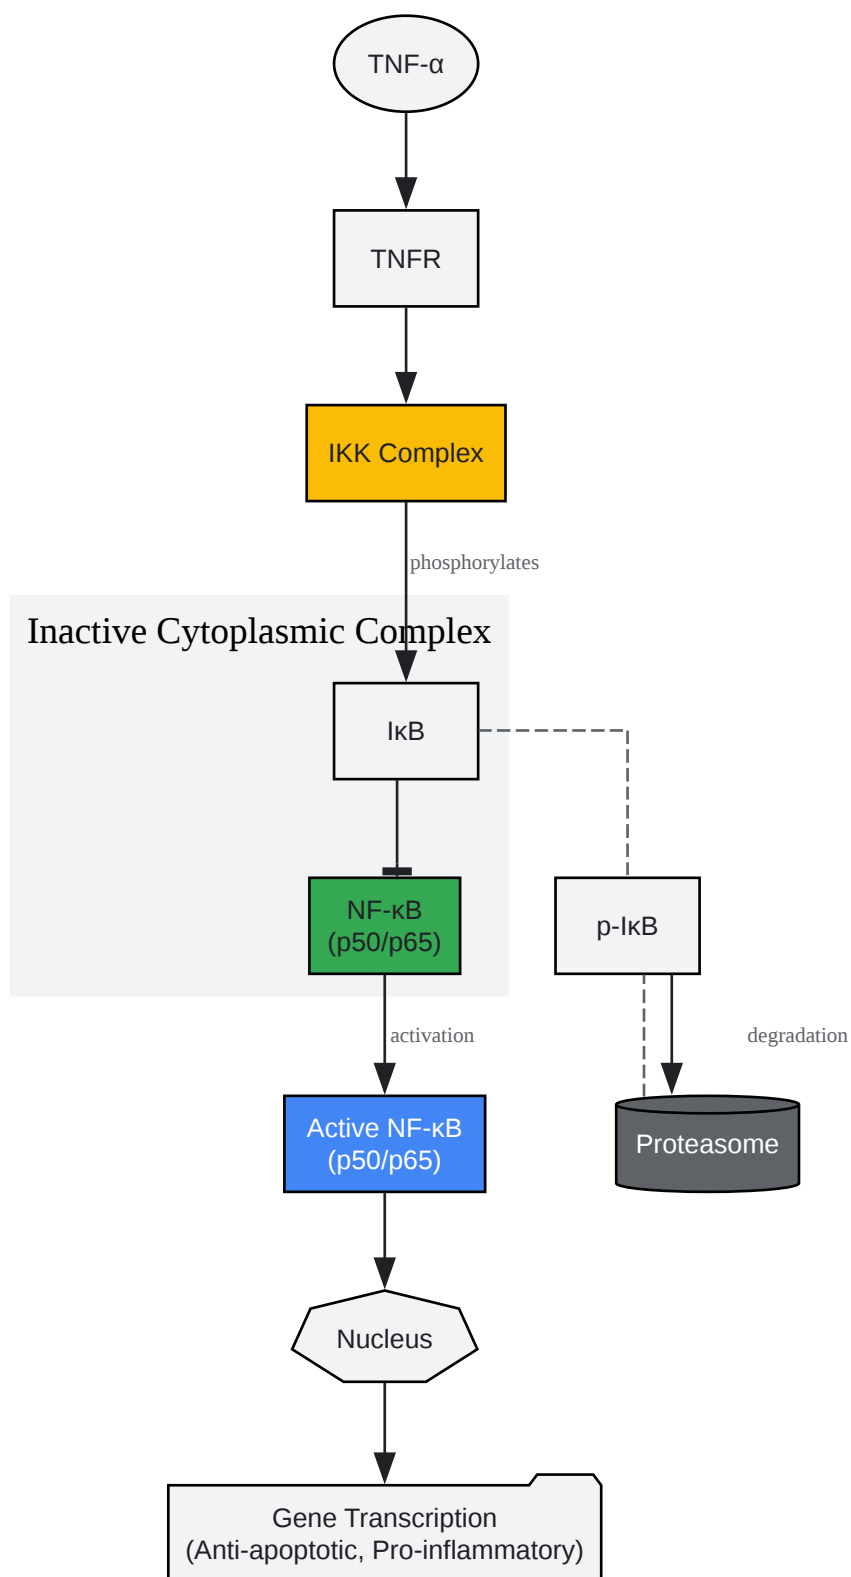 TNF-α
TNFR
IKK Complex
phosphorylates
Inactive Cytoplasmic Complex
IκB
NF-κB
(p50/p65)
p-IκB
activation
degradation
Active NF-κB
(p50/p65)
Proteasome
Nucleus
Gene Transcription
(Anti-apoptotic, Pro-inflammatory)